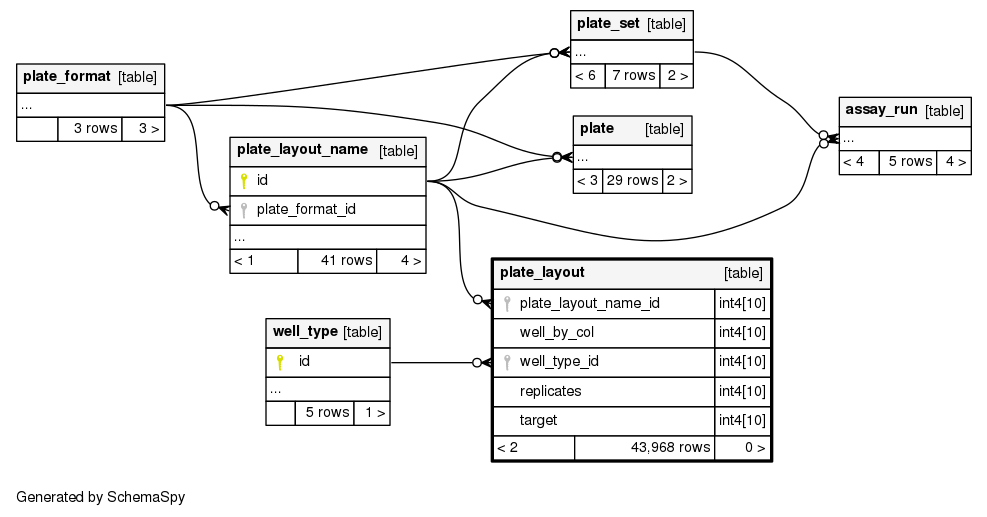 plate_set [table]
...
< 6 7 rows 2 >
plate_format [table]
...
3 rows 3 >
assay_run [table]
...
< 4 5 rows 4 >
plate [table]
...
< 3 29 rows 2 >
plate_layout_name [table]
id
plate_format_id
...
< 1 41 rows 4 >
plate_layout [table]
plate_layout_name_id int4[10]
well_by_col int4[10]
well_type_id int4[10]
replicates int4[10]
target int4[10]
< 2 43,968 rows 0 >
well_type [table]
id
...
5 rows 1 >
Generated by SchemaSpy